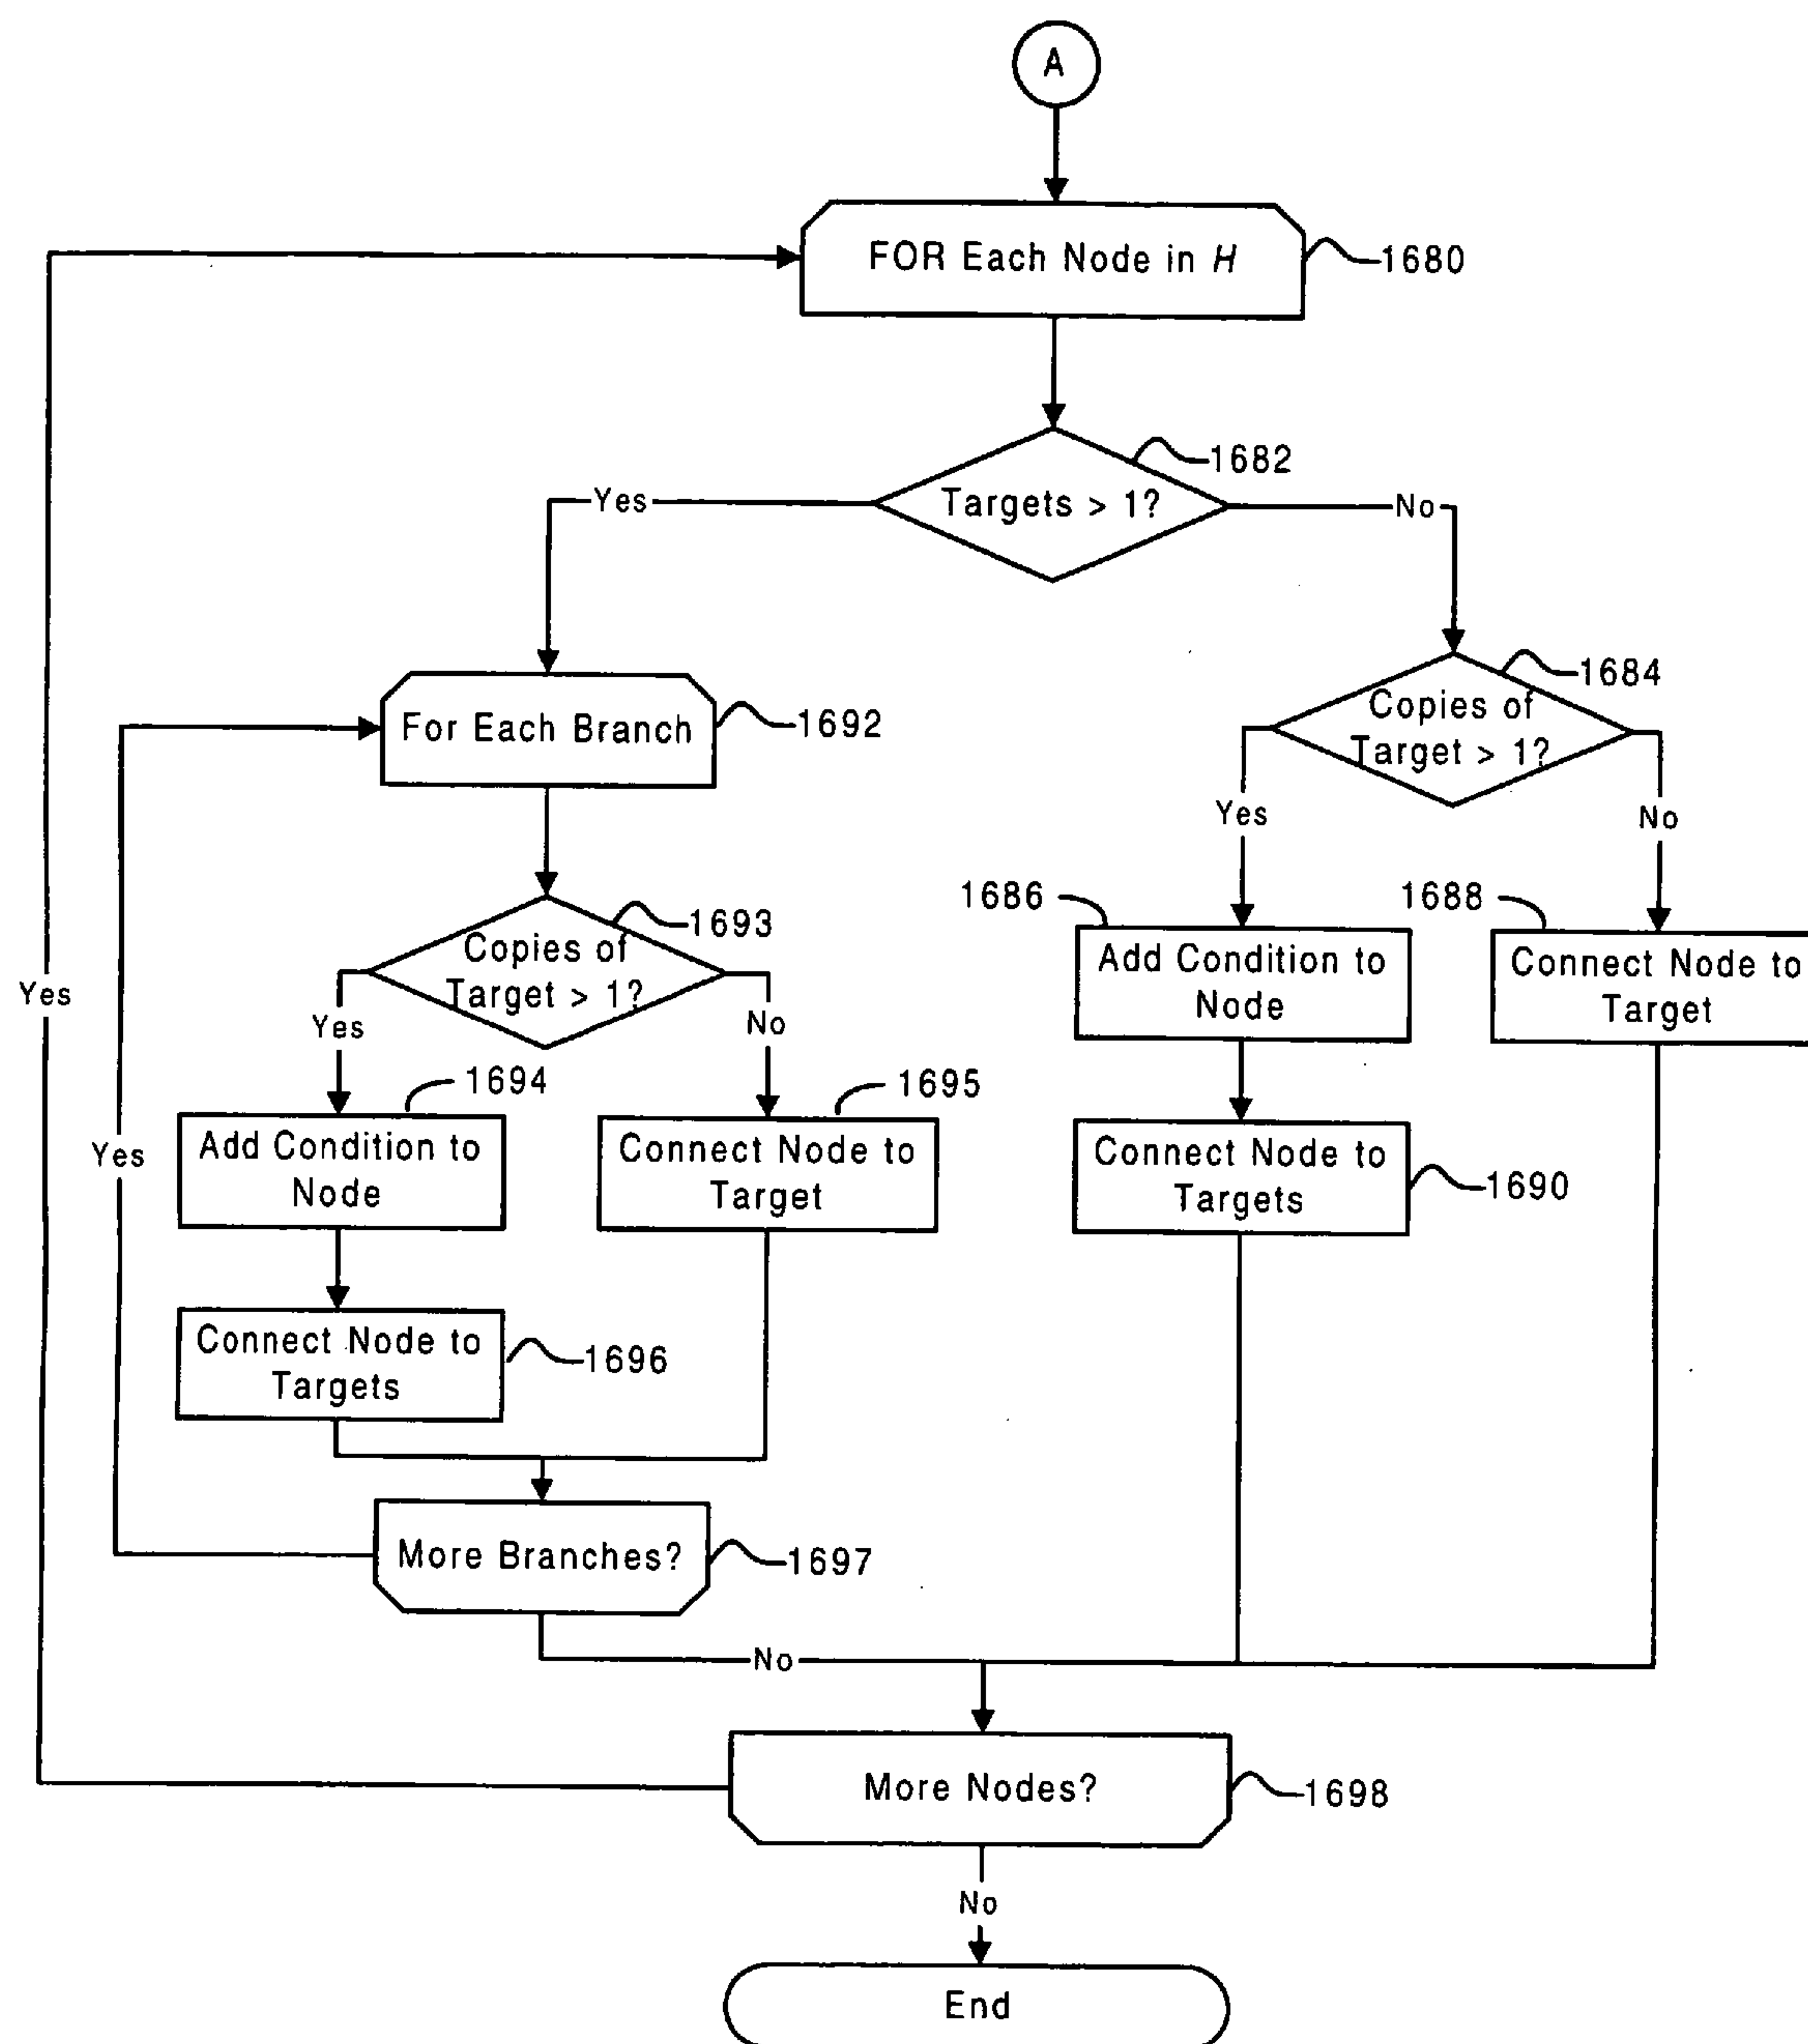 A
FOR Each Node in H
1680
1682
Targets > 1?
Yes
No
1684
Copies of
Target > 1?
Yes
No
For Each Branch
1692
1693
Copies of
Target > 1?
Yes
No
1686
Add Condition to
Node
1688
Connect Node to
Target
Yes
Yes
1694
Add Condition to
Node
1695
Connect Node to
Target
Connect Node to
Targets
1690
Connect Node to
Targets
1696
More Branches?
1697
No
More Nodes?
1698
No
End